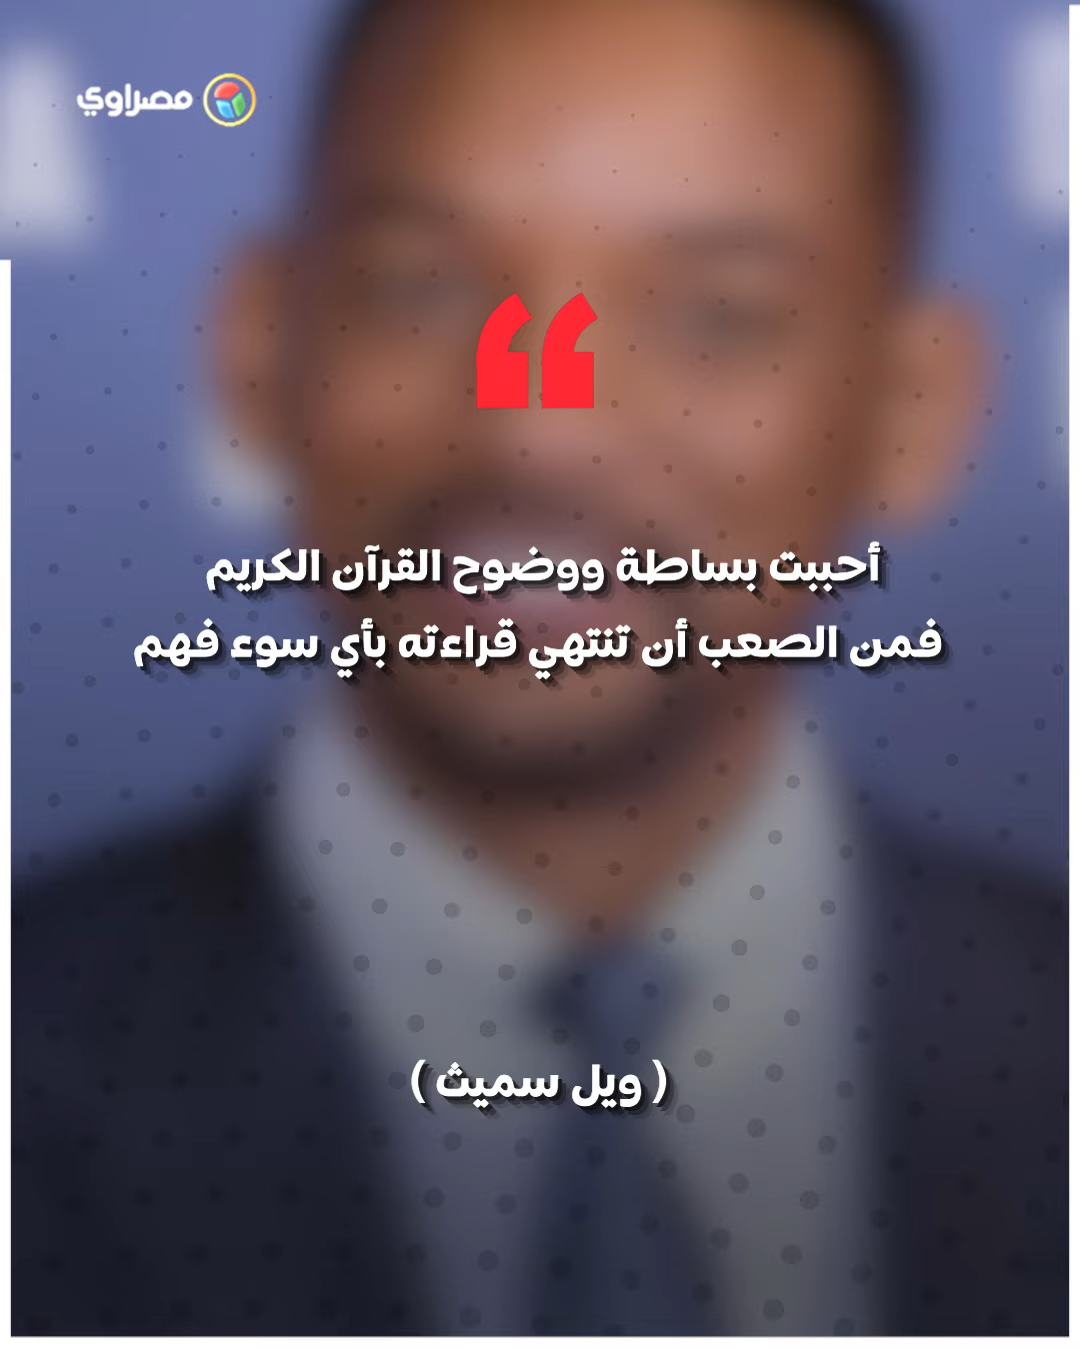 مصراوي
أحببت بساطة ووضوح القرآن الكريم
فمن الصعب أن تنتهي قراءته بأي سوء فهم
( ويل سميث )